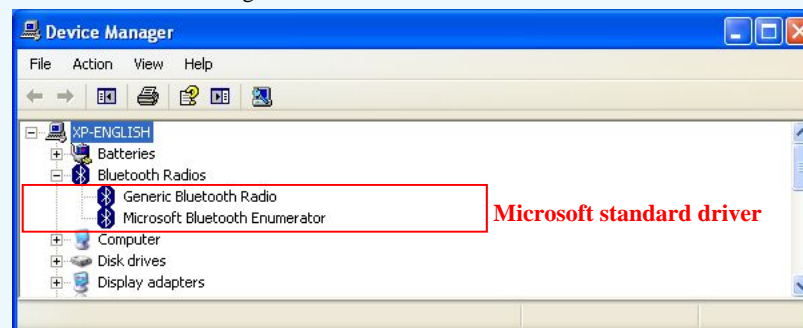 Device Manager
File Action View Help
XP-ENGLISH
Batteries
Bluetooth Radios
Generic Bluetooth Radio
Microsoft Bluetooth Enumerator
Microsoft standard driver
Computer
Disk drives
Display adapters